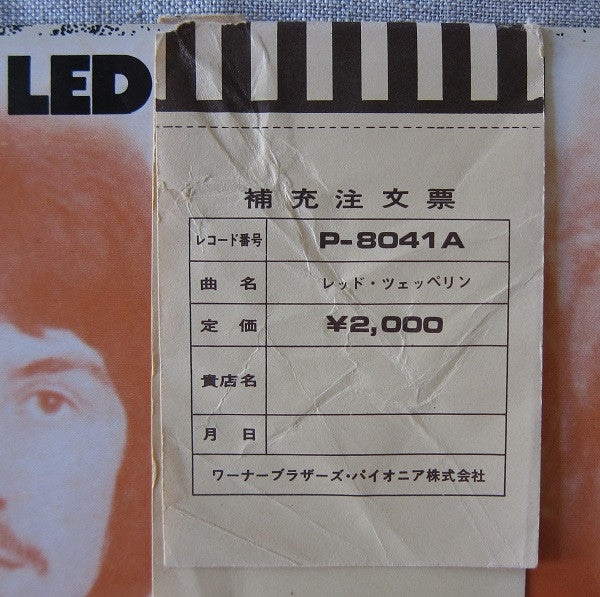 LED
補充注文票
レコード番号 P-8041A
曲名 レッド・ツェッペリン
定価 ¥2,000
貴店名
月日
ワーナーブラザーズ・パイオニア株式会社